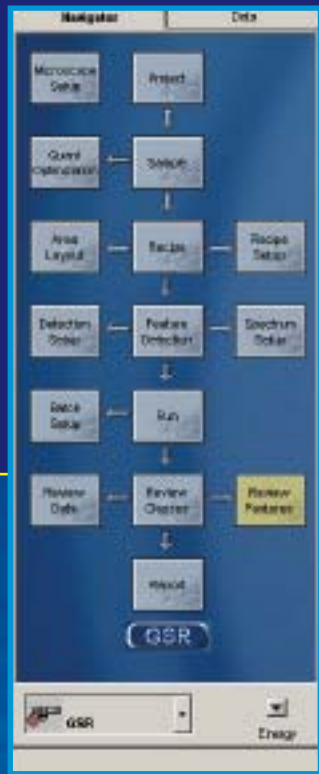 Navigator Data
Microscope Setup
Project
Quant Optimization
Sample
Area Layout
Recipe
Recipe Setup
Detection Setup
Feature Detection
Spectrum Setup
Batch Setup
Run
Review Data
Review Classes
Review Features
Report
GSR
GSR
Energy